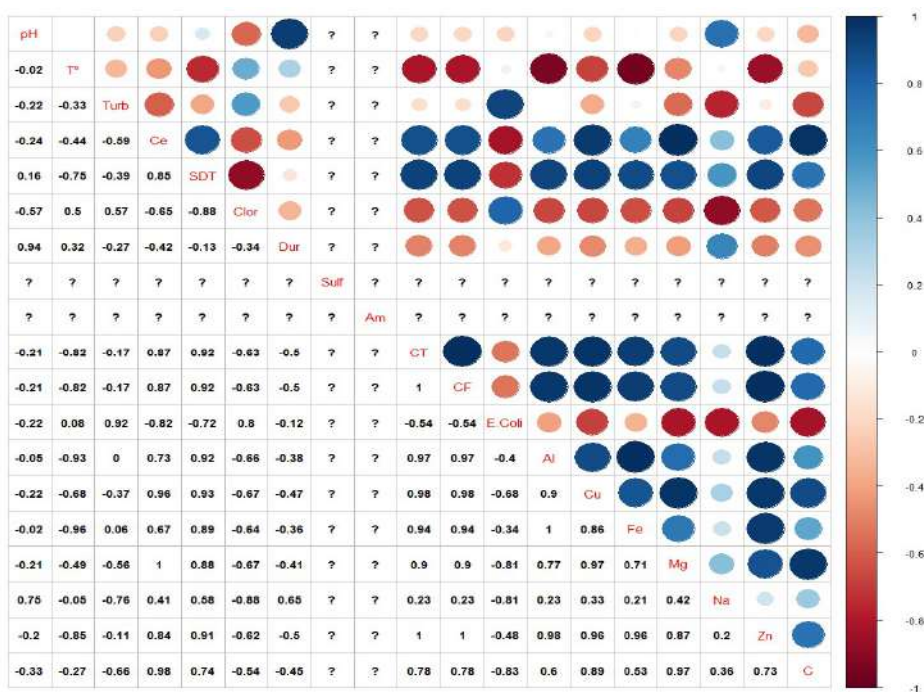 pH ? ?
-0.02 T° ? ?
-0.22 -0.33 Turb ? ?
-0.24 -0.44 -0.59 Ce ? ?
0.16 -0.75 -0.39 0.85 SDT ? ?
-0.57 0.5 0.57 -0.65 -0.88 Clor ? ?
0.94 0.32 -0.27 -0.42 -0.13 -0.34 Dur ? ?
? ? ? ? ? ? ? Sulf ? ? ? ? ? ? ? ? ? ? ?
? ? ? ? ? ? ? ? Am ? ? ? ? ? ? ? ? ? ?
-0.21 -0.82 -0.17 0.87 0.92 -0.63 -0.5 ? ? CT
-0.21 -0.82 -0.17 0.87 0.92 -0.63 -0.5 ? ? 1 CF
-0.22 0.08 0.92 -0.82 -0.72 0.8 -0.12 ? ? -0.54 -0.54 E.Coli
-0.05 -0.93 0 0.73 0.92 -0.66 -0.38 ? ? 0.97 0.97 -0.4 Al
-0.22 -0.68 -0.37 0.96 0.93 -0.67 -0.47 ? ? 0.98 0.98 -0.68 0.9 Cu
-0.02 -0.96 0.06 0.67 0.89 -0.64 -0.36 ? ? 0.94 0.94 -0.34 1 0.86 Fe
-0.21 -0.49 -0.56 1 0.88 -0.67 -0.41 ? ? 0.9 0.9 -0.81 0.77 0.97 0.71 Mg
0.75 -0.05 -0.76 0.41 0.58 -0.88 0.65 ? ? 0.23 0.23 -0.81 0.23 0.33 0.21 0.42 Na
-0.2 -0.85 -0.11 0.84 0.91 -0.62 -0.5 ? ? 1 1 -0.48 0.98 0.96 0.96 0.87 0.2 Zn
-0.33 -0.27 -0.66 0.98 0.74 -0.54 -0.45 ? ? 0.78 0.78 -0.83 0.6 0.89 0.53 0.97 0.36 0.73 C
1
0.8
0.6
0.4
0.2
0
-0.2
-0.4
-0.6
-0.8
-1